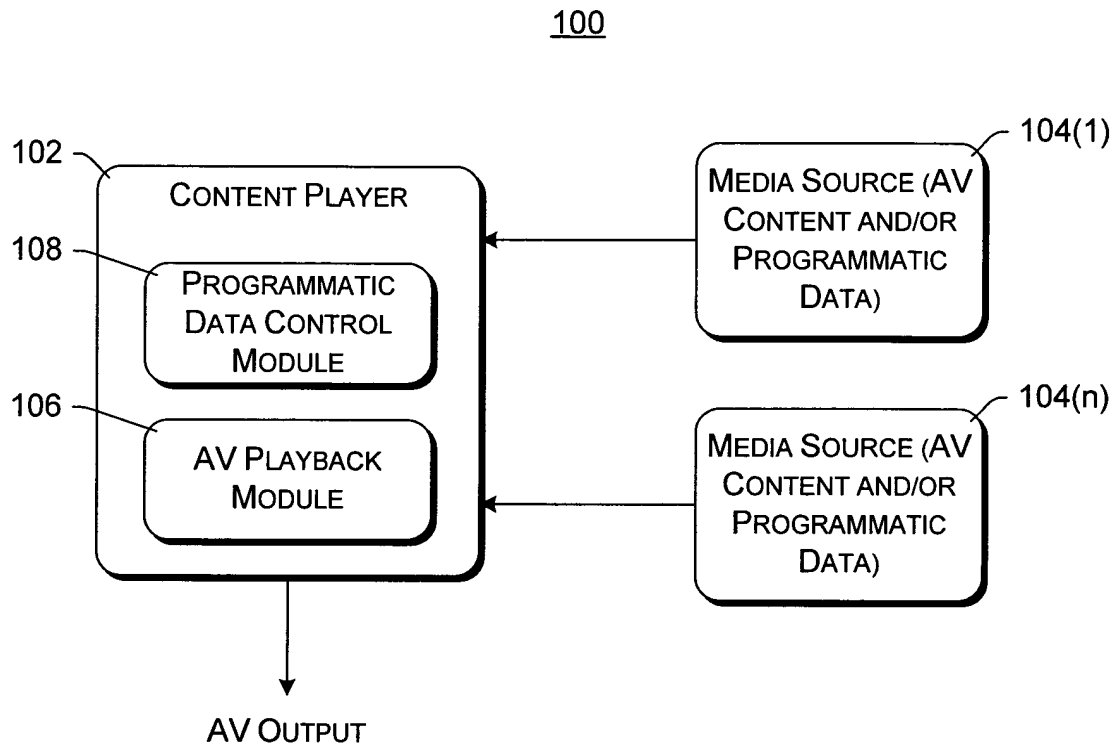 100
102
CONTENT PLAYER
108
PROGRAMMATIC
DATA CONTROL
MODULE
106
AV PLAYBACK
MODULE
AV OUTPUT
104(1)
MEDIA SOURCE (AV
CONTENT AND/OR
PROGRAMMATIC
DATA)
104(n)
MEDIA SOURCE (AV
CONTENT AND/OR
PROGRAMMATIC
DATA)